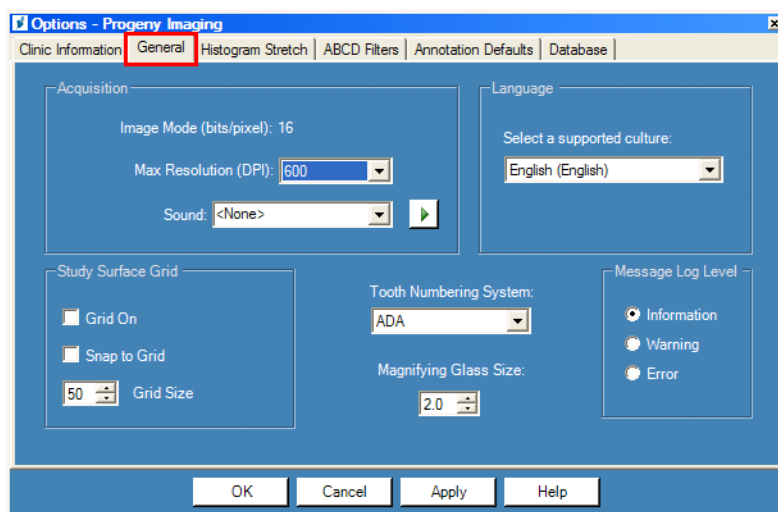 Options - Progeny Imaging
Clinic Information General Histogram Stretch ABCD Filters Annotation Defaults Database
Acquisition
Image Mode (bits/pixel): 16
Max Resolution (DPI): 600
Sound: <None>
Language
Select a supported culture:
English (English)
Study Surface Grid
Grid On
Snap to Grid
50 Grid Size
Tooth Numbering System:
ADA
Magnifying Glass Size:
2.0
Message Log Level
Information
Warning
Error
OK Cancel Apply Help